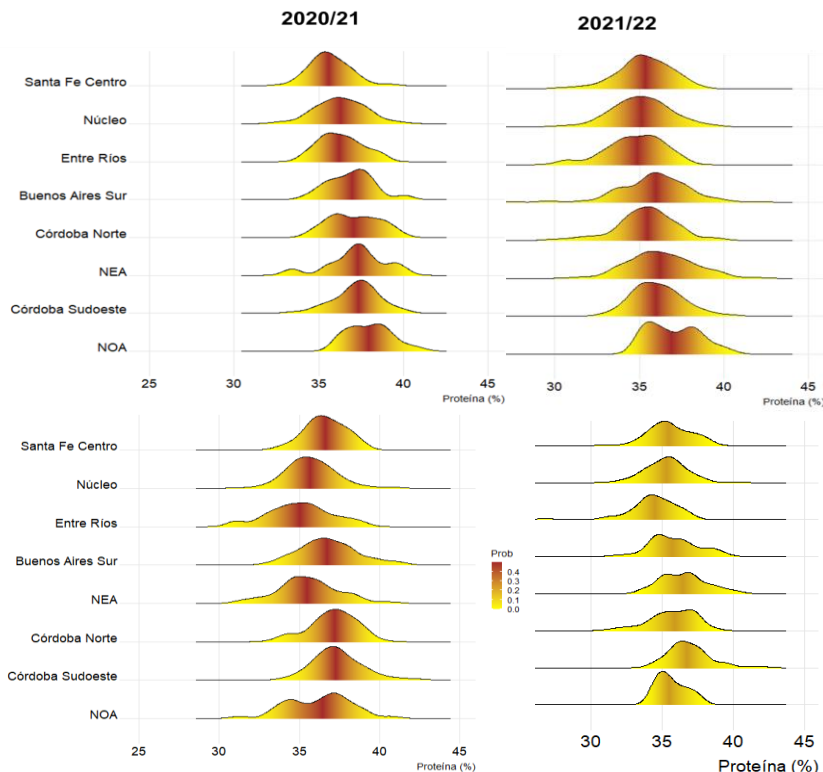 2020/21
2021/22
Santa Fe Centro
Núcleo
Entre Ríos
Buenos Aires Sur
Córdoba Norte
NEA
Córdoba Sudoeste
NOA
25 30 35 40 45
Proteína (%)
30 35 40 45
Proteína (%)
Santa Fe Centro
Núcleo
Entre Ríos
Buenos Aires Sur
NEA
Córdoba Norte
Córdoba Sudoeste
NOA
25 30 35 40 45
Proteína (%)
Prob
0.4
0.3
0.2
0.1
0.0
30 35 40 45
Proteína (%)